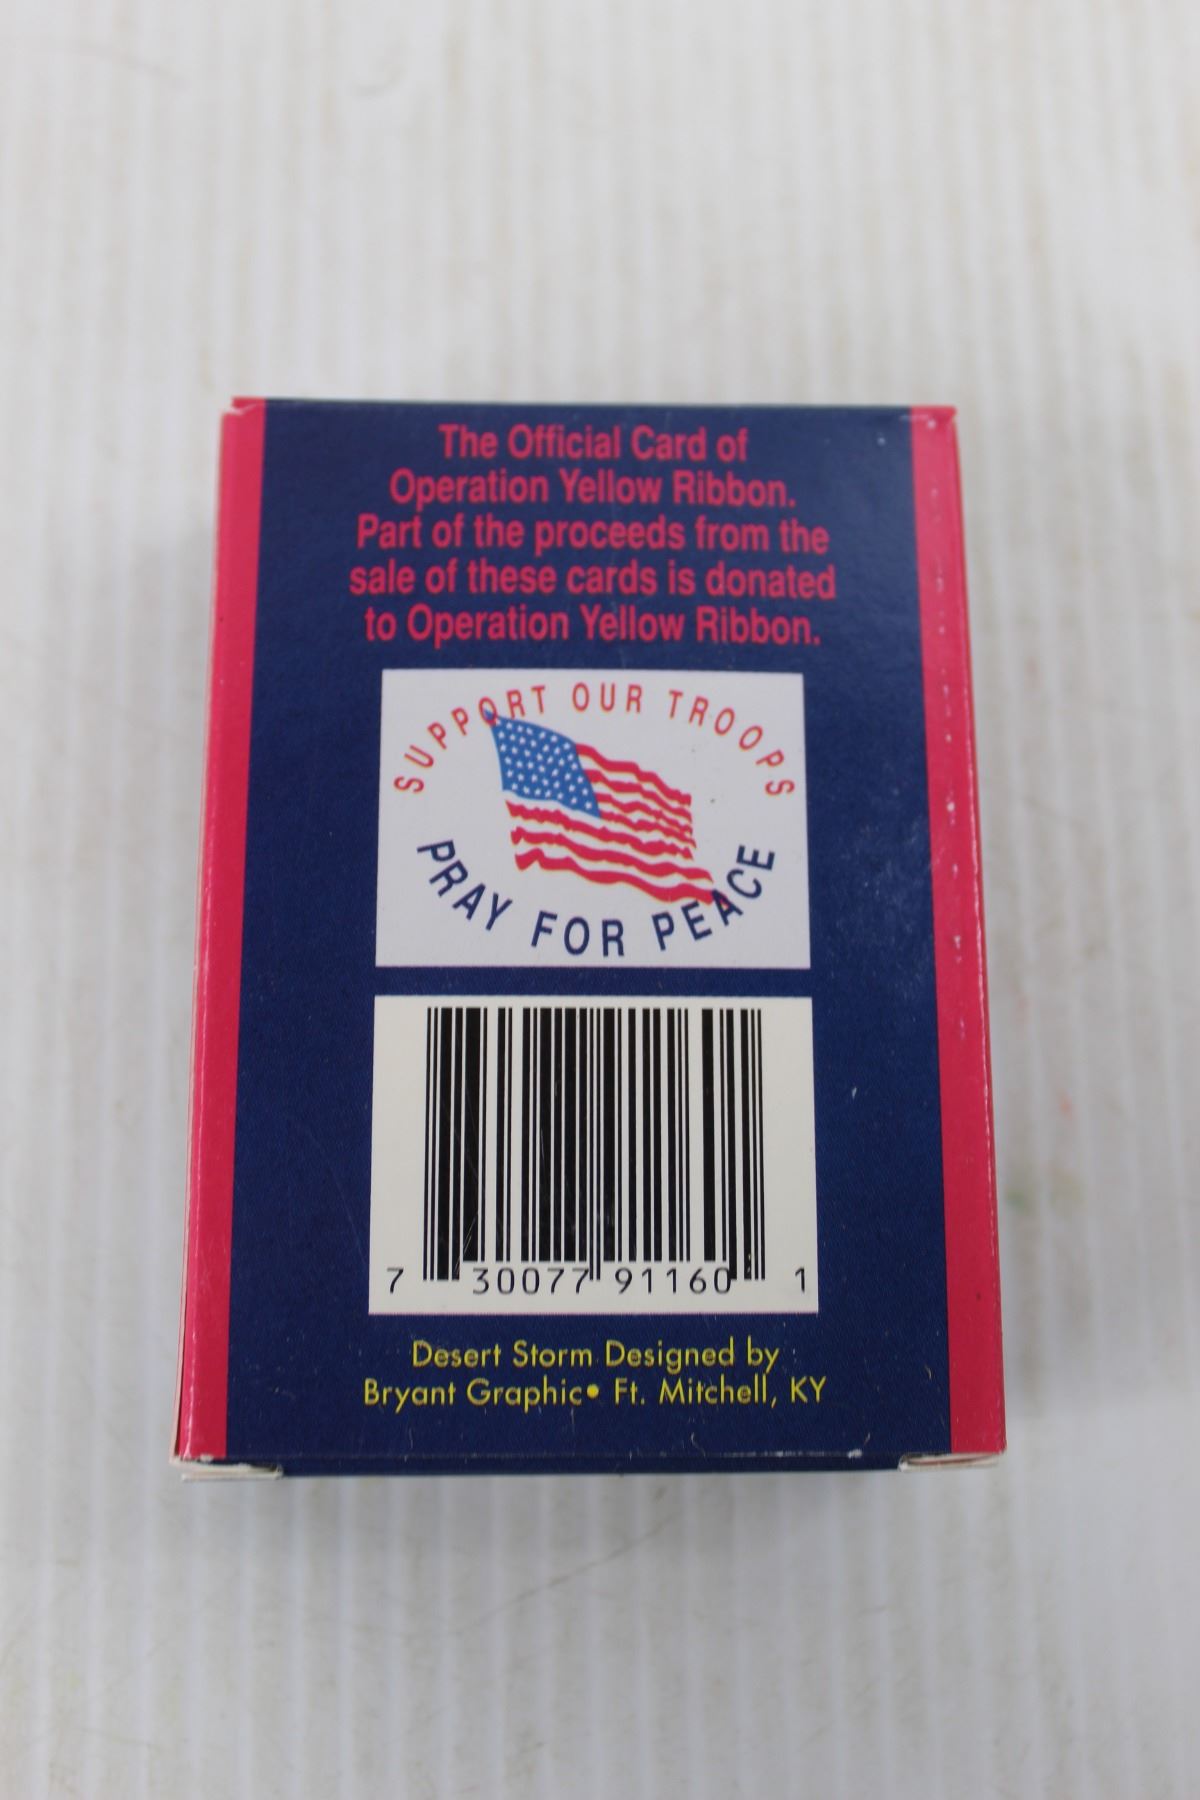 The Official Card of
Operation Yellow Ribbon.
Part of the proceeds from the
sale of these cards is donated
to Operation Yellow Ribbon.
SUPPORT OUR TROOPS
PRAY FOR PEACE
7 30077 91160 1
Desert Storm Designed by
Bryant Graphic• Ft. Mitchell, KY